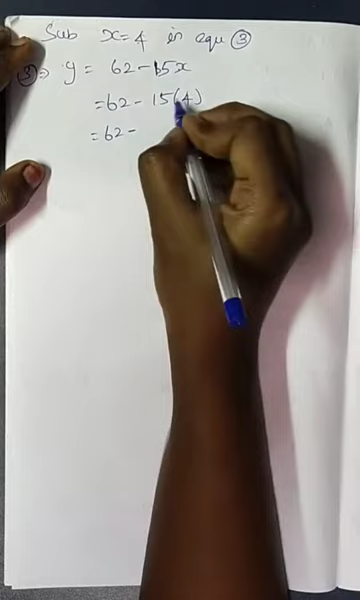 Sub x = 4 in equ ③
③⇒ y = 62 - 15x
= 62 - 15(4)
= 62 -